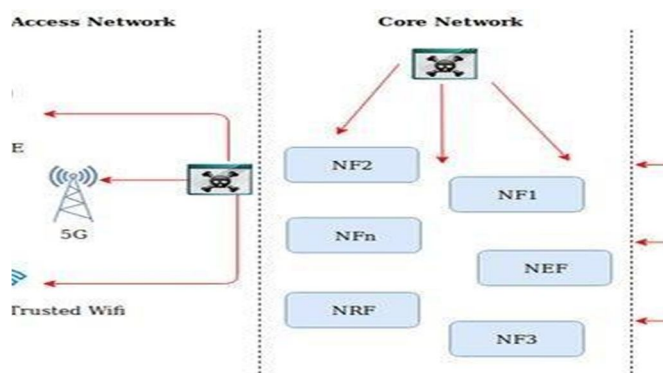 Access Network
Core Network
E
5G
Trusted Wifi
NF2
NF1
NFn
NEF
NRF
NF3